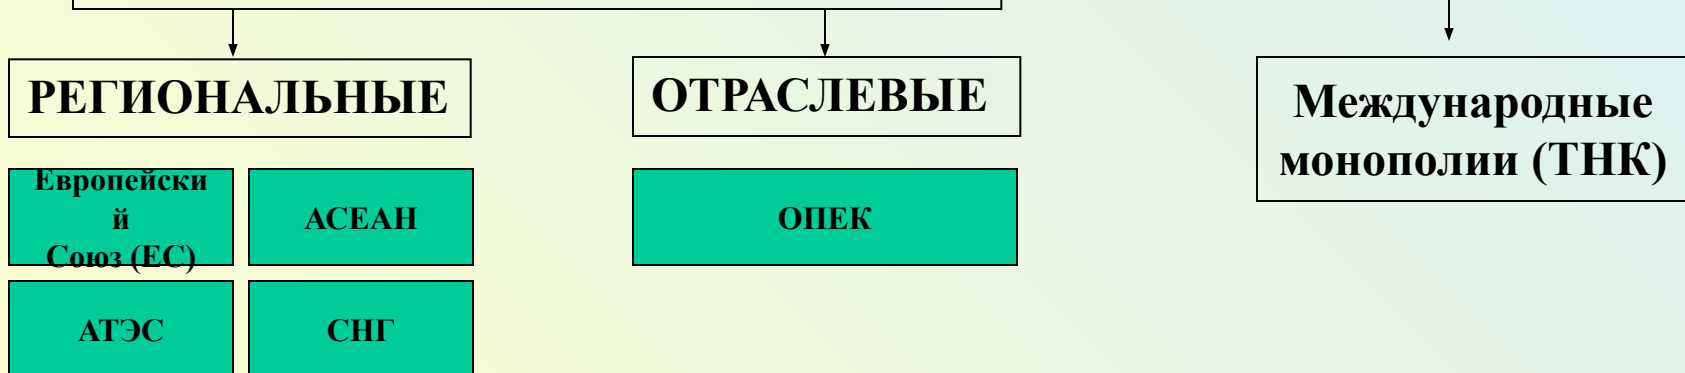 РЕГИОНАЛЬНЫЕ
ОТРАСЛЕВЫЕ
Международные
монополии (ТНК)
Европейски
й
Союз (ЕС)
АСЕАН
ОПЕК
АТЭС
СНГ